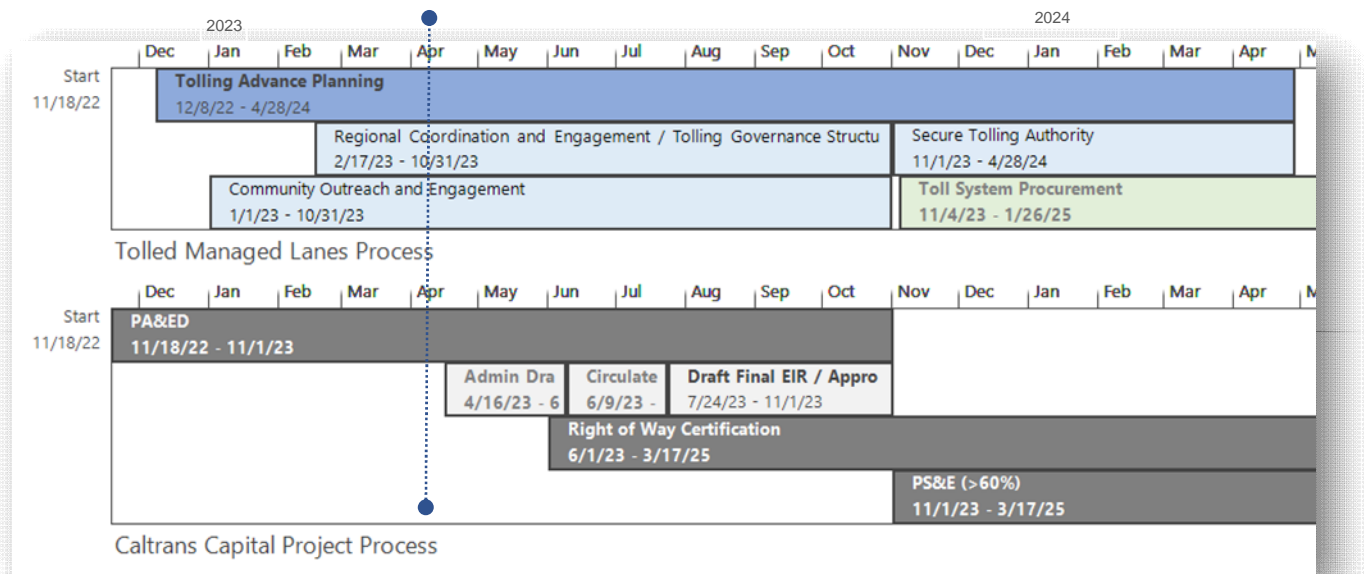 2023 2024
Dec Jan Feb Mar Apr May Jun Jul Aug Sep Oct Nov Dec Jan Feb Mar Apr M
Start
11/18/22
Tolling Advance Planning
12/8/22 - 4/28/24
Regional Coordination and Engagement / Tolling Governance Structu
2/17/23 - 10/31/23
Secure Tolling Authority
11/1/23 - 4/28/24
Community Outreach and Engagement
1/1/23 - 10/31/23
Toll System Procurement
11/4/23 - 1/26/25
Tolled Managed Lanes Process
Dec Jan Feb Mar Apr May Jun Jul Aug Sep Oct Nov Dec Jan Feb Mar Apr M
Start
11/18/22
PA&ED
11/18/22 - 11/1/23
Admin Dra
4/16/23 - 6
Circulate
6/9/23 -
Draft Final EIR / Appro
7/24/23 - 11/1/23
Right of Way Certification
6/1/23 - 3/17/25
PS&E (>60%)
11/1/23 - 3/17/25
Caltrans Capital Project Process